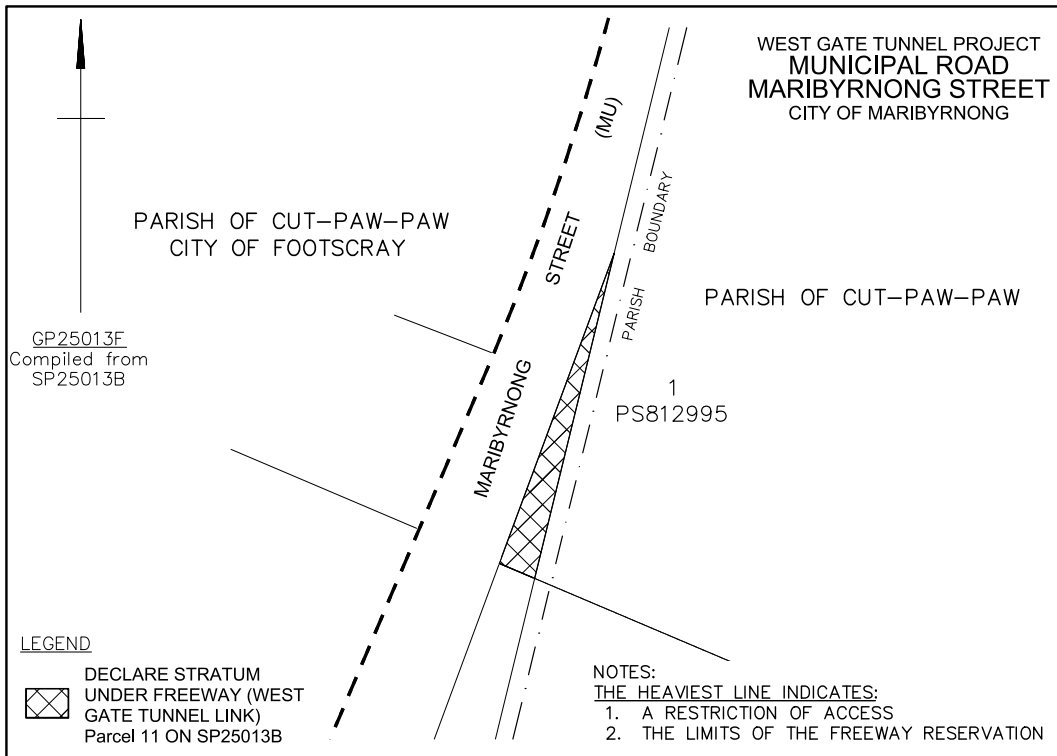 WEST GATE TUNNEL PROJECT
MUNICIPAL ROAD
MARIBYRNONG STREET
CITY OF MARIBYRNONG
(MU)
STREET
MARIBYRNONG
BOUNDARY
PARISH
PARISH OF CUT-PAW-PAW
CITY OF FOOTSCRAY
PARISH OF CUT-PAW-PAW
GP25013F
Compiled from
SP25013B
1
PS812995
LEGEND
DECLARE STRATUM
UNDER FREEWAY (WEST
GATE TUNNEL LINK)
Parcel 11 ON SP25013B
NOTES:
THE HEAVIEST LINE INDICATES:
1. A RESTRICTION OF ACCESS
2. THE LIMITS OF THE FREEWAY RESERVATION